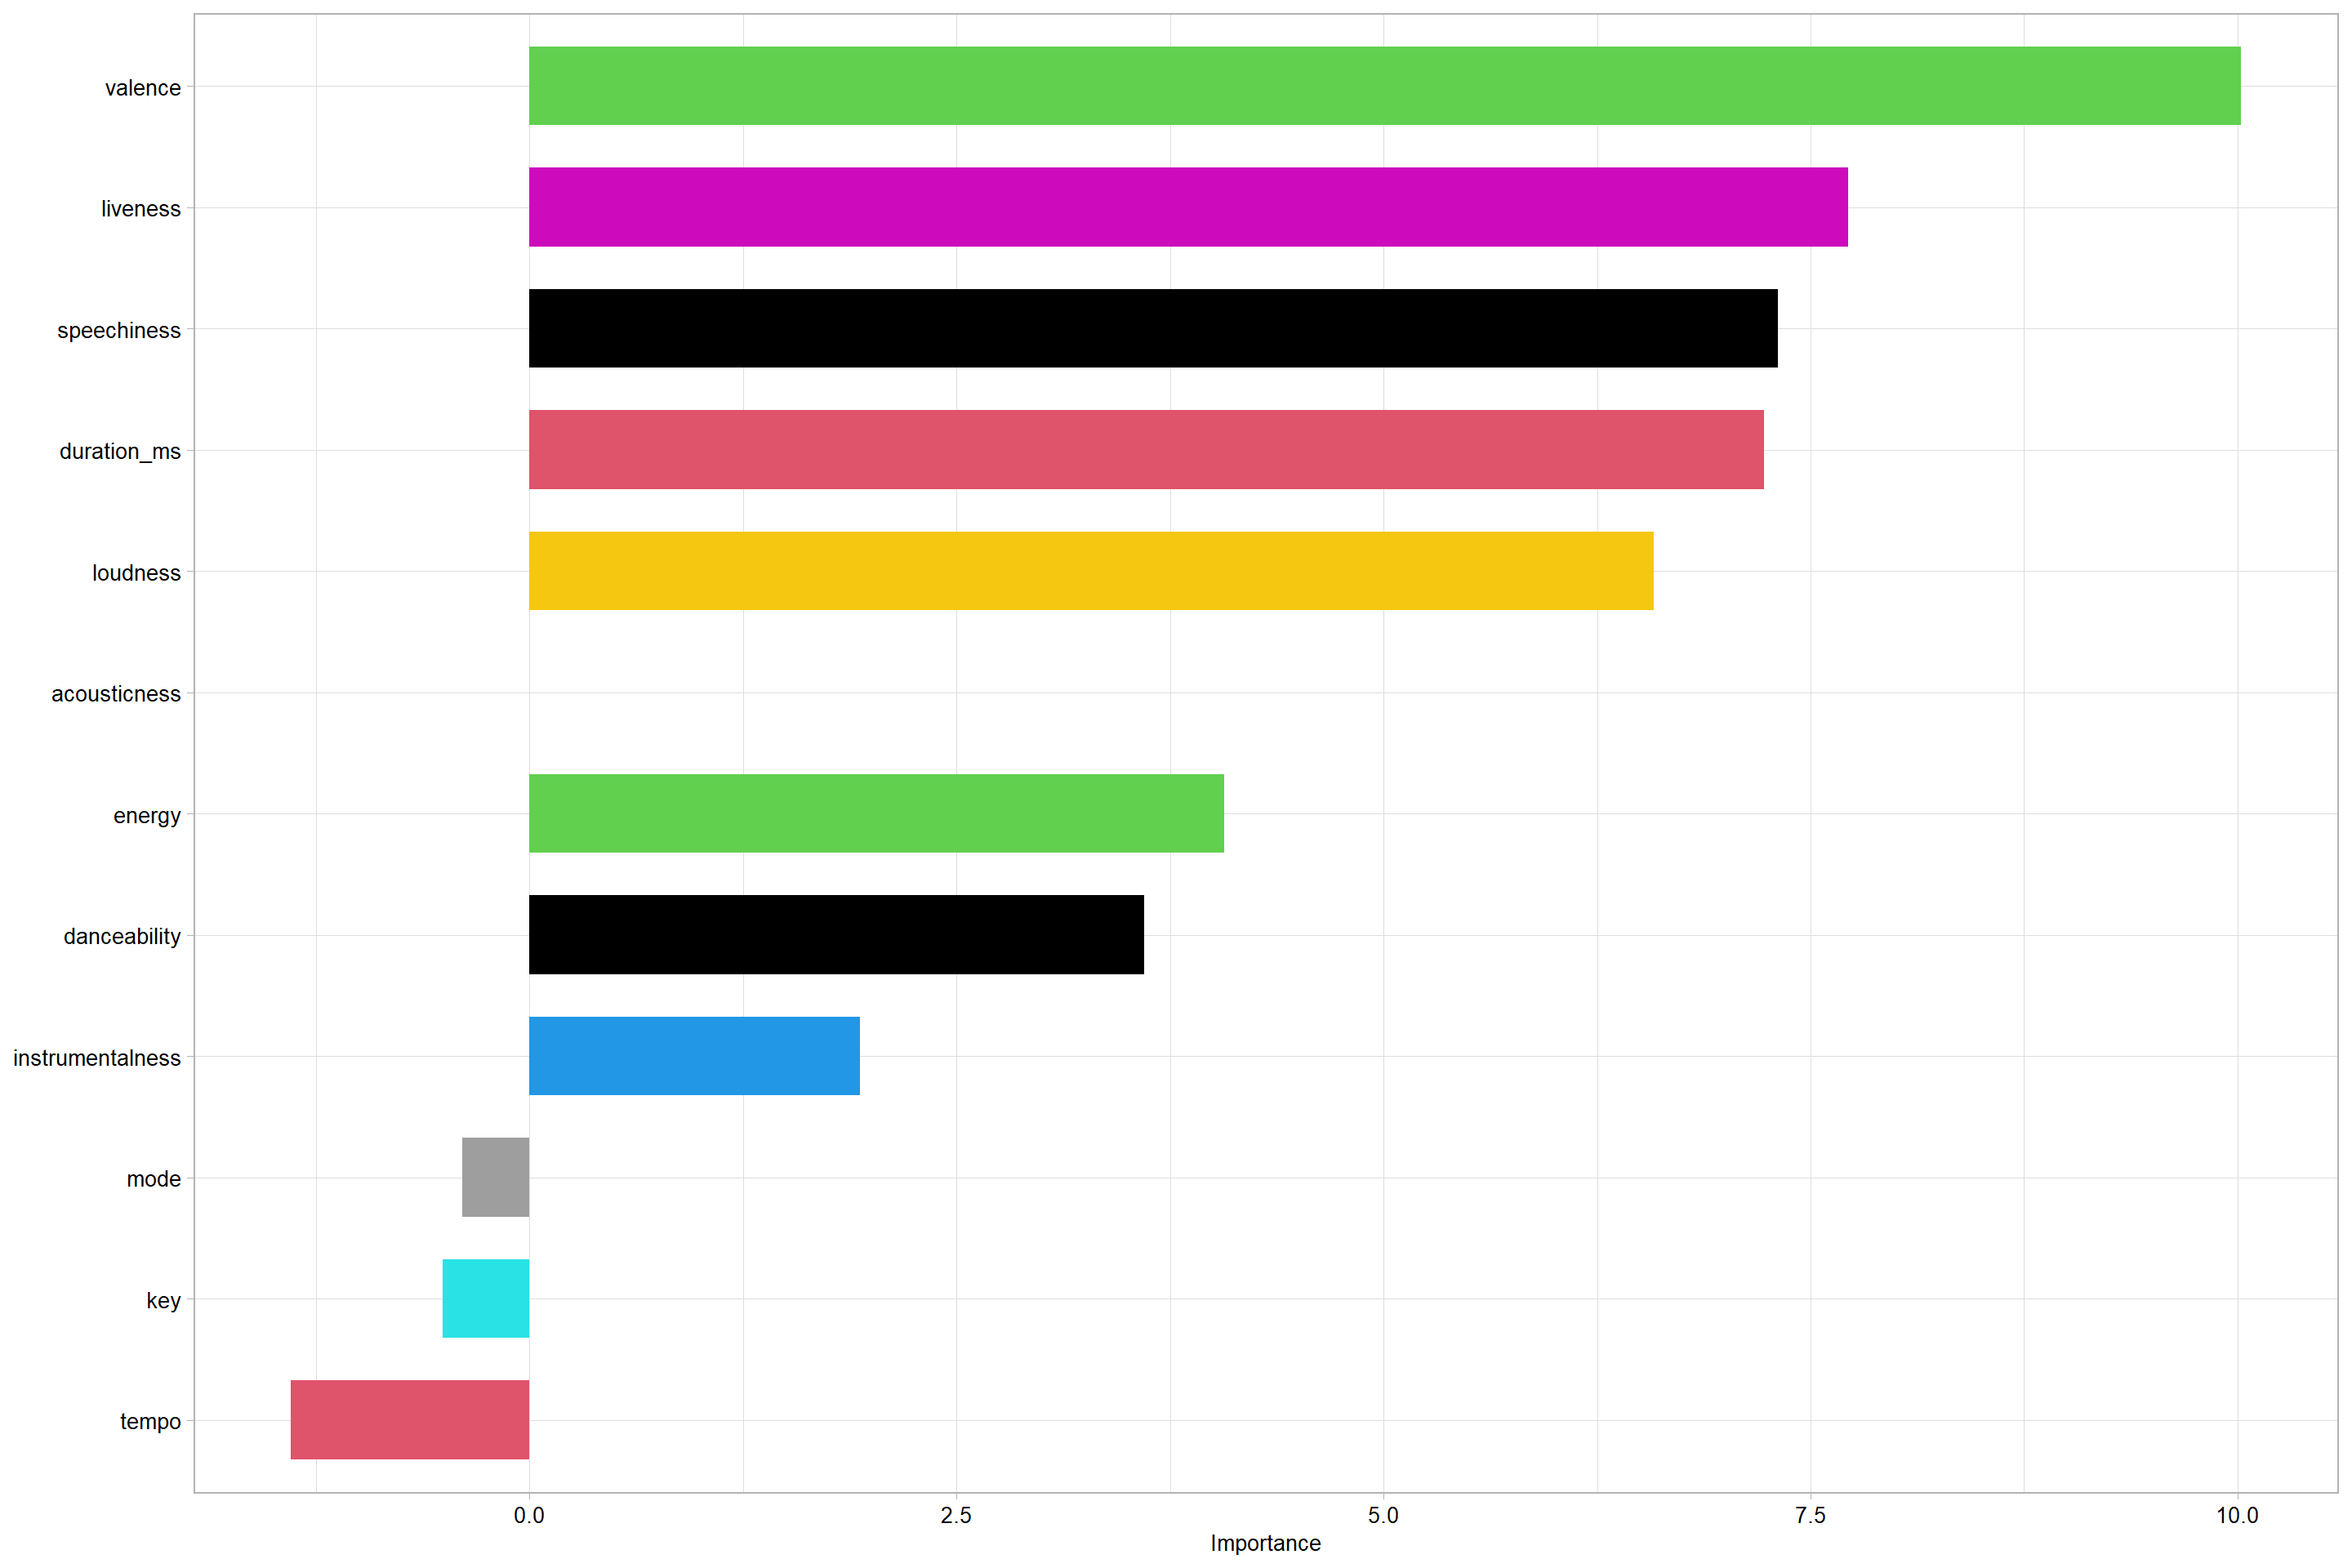 valence
liveness
speechiness
duration_ms
loudness
acousticness
energy
danceability
instrumentalness
mode
key
tempo
0.0 2.5 5.0 7.5 10.0
Importance